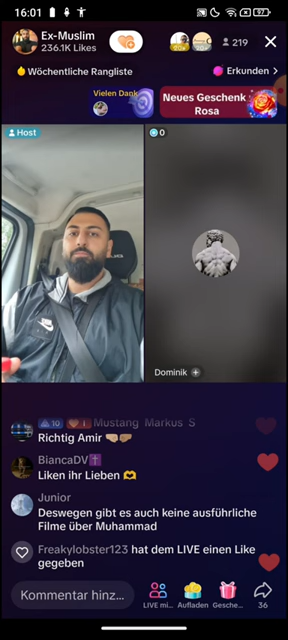 16:01
97
Ex-Muslim
236.1K Likes
219
Wöchentliche Rangliste
Erkunden >
Vielen Dank
Neues Geschenk
Rosa
Host
0
Dominik +
10
Mustang Markus S
Richtig Amir
BiancaDV
Liken ihr Lieben
Junior
Deswegen gibt es auch keine ausführliche
Filme über Muhammad
Freakylobster123 hat dem LIVE einen Like
gegeben
Kommentar hinz...
LIVE mi...
Aufladen
Gesche...
36